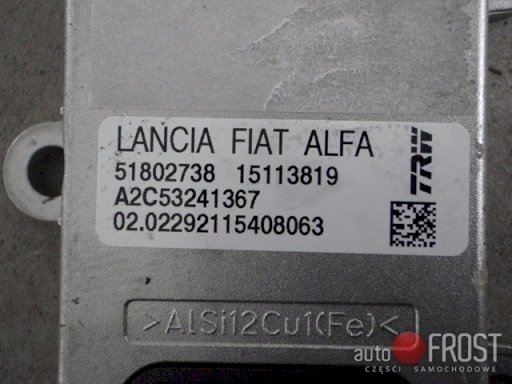 LANCIA FIAT ALFA
51802738 15113819
A2C53241367
02.02292115408063
TRW
>AlSi12Cu1(Fe)<
auto FROST
CZĘŚCI SAMOCHODOWE